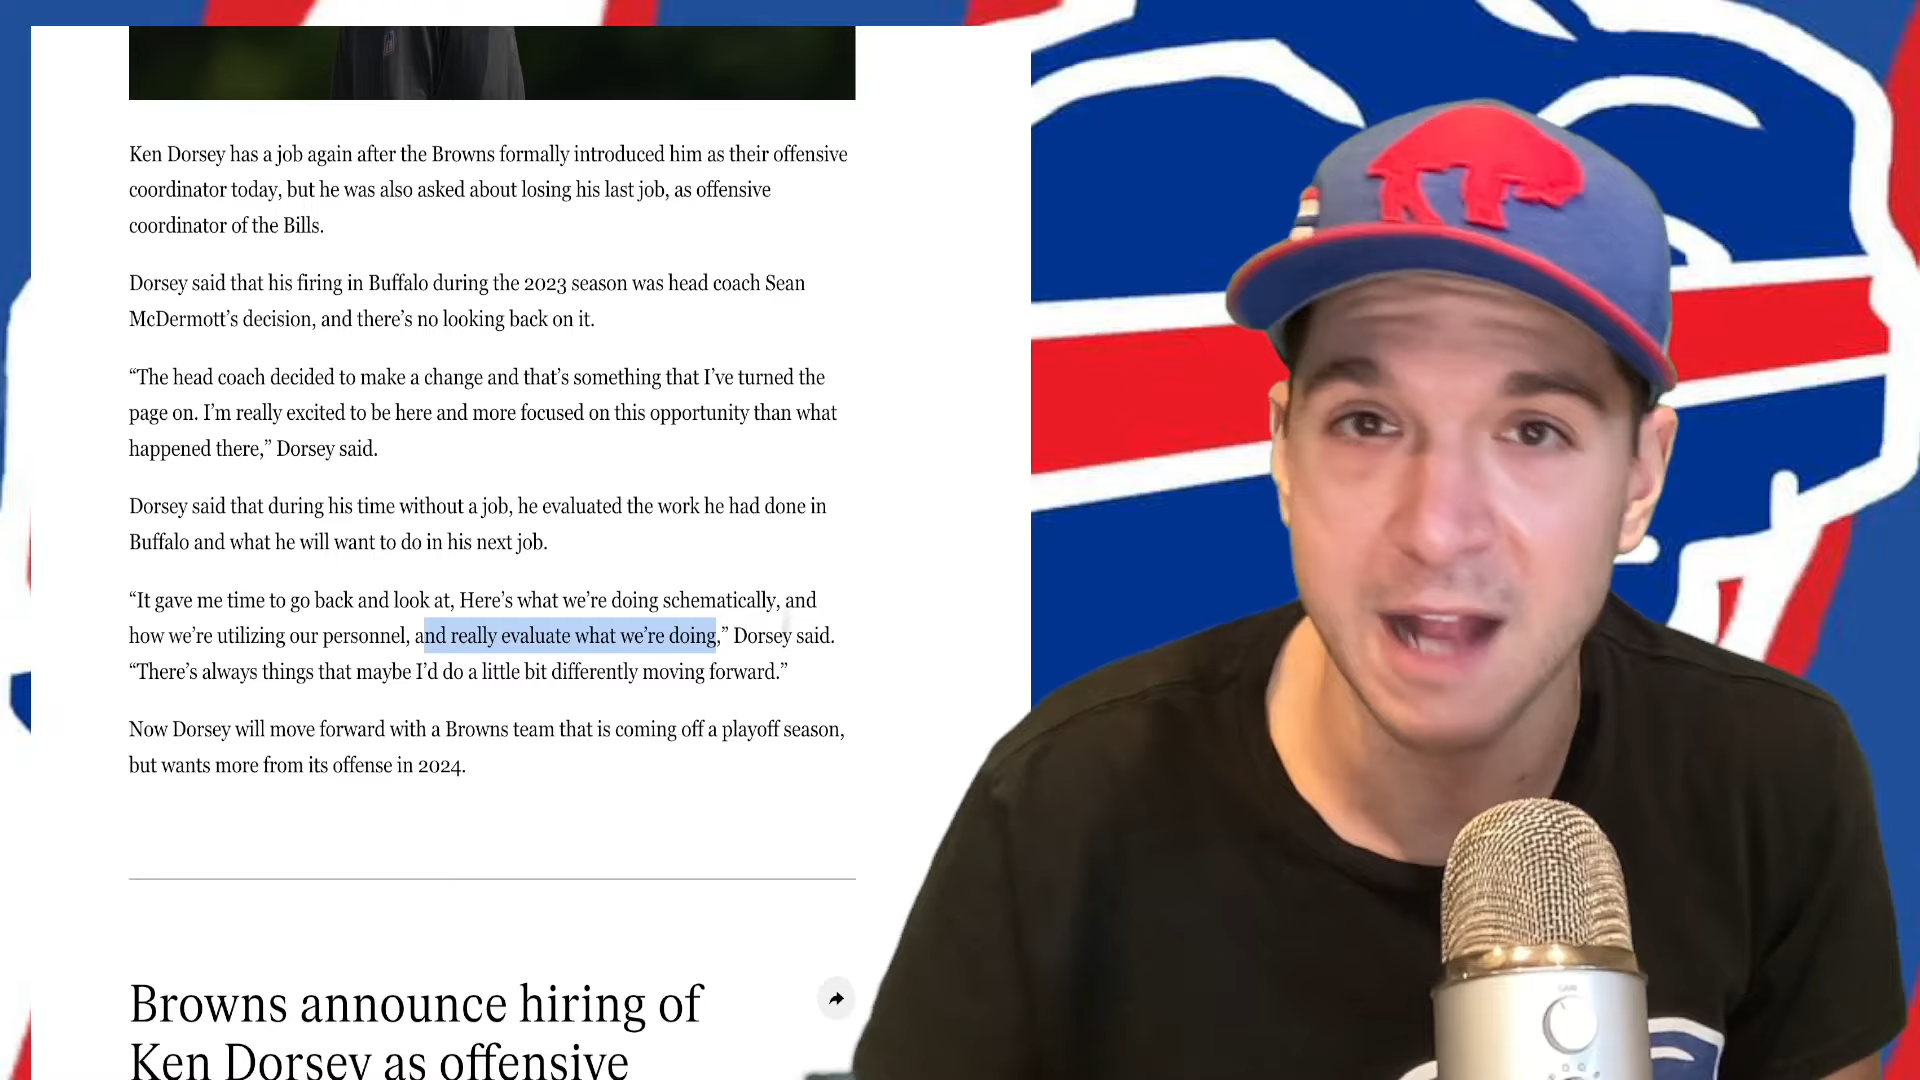 Ken Dorsey has a job again after the Browns formally introduced him as their offensive
coordinator today, but he was also asked about losing his last job, as offensive
coordinator of the Bills.
Dorsey said that his firing in Buffalo during the 2023 season was head coach Sean
McDermott’s decision, and there’s no looking back on it.
“The head coach decided to make a change and that’s something that I’ve turned the
page on. I’m really excited to be here and more focused on this opportunity than what
happened there,” Dorsey said.
Dorsey said that during his time without a job, he evaluated the work he had done in
Buffalo and what he will want to do in his next job.
“It gave me time to go back and look at, Here’s what we’re doing schematically, and
how we’re utilizing our personnel, and really evaluate what we’re doing,” Dorsey said.
“There’s always things that maybe I’d do a little bit differently moving forward.”
Now Dorsey will move forward with a Browns team that is coming off a playoff season,
but wants more from its offense in 2024.
Browns announce hiring of
Ken Dorsey as offensive
GAIN